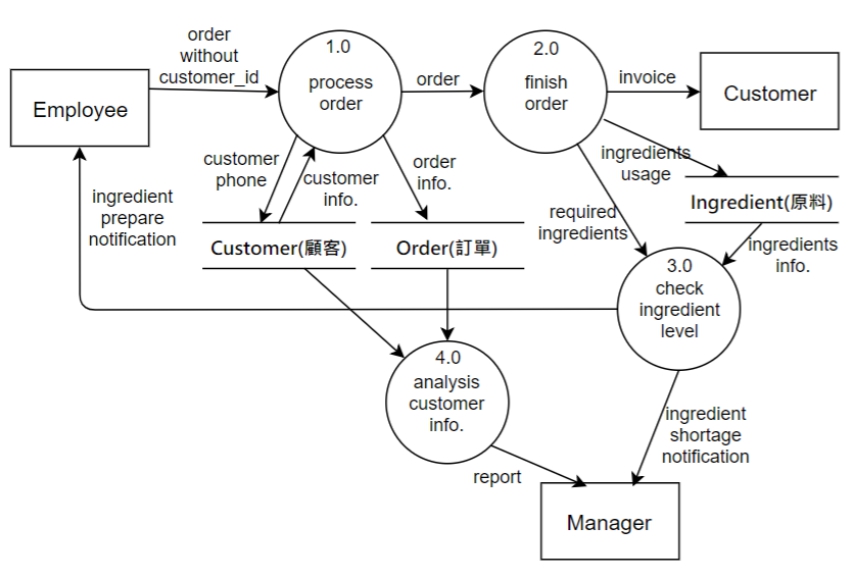 order
without
customer_id
Employee
1.0
process
order
order
2.0
finish
order
invoice
Customer
customer
phone
customer
info.
order
info.
ingredients
usage
ingredient
prepare
notification
required
ingredients
Ingredient(原料)
ingredients
info.
Customer(顧客)
Order(訂單)
3.0
check
ingredient
level
4.0
analysis
customer
info.
ingredient
shortage
notification
report
Manager